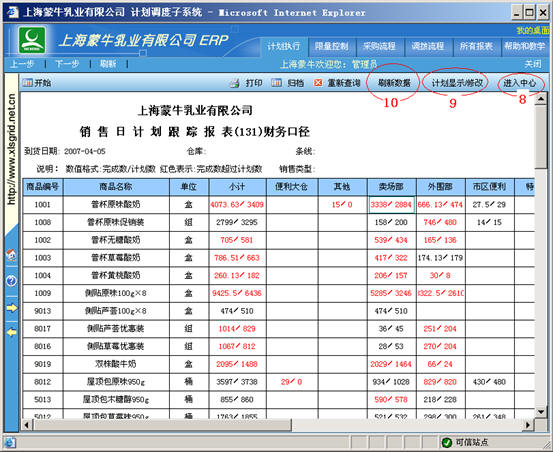 上海蒙牛乳业有限公司 计划调度子系统 - Microsoft Internet Explorer
我的桌面
上海蒙牛乳业有限公司 ERP
计划执行 限量控制 采购流程 调拨流程 所有报表 帮助和教学
上一步 | 下一步 | 刷新 | 上海蒙牛欢迎您: 管理员 关闭
开始 打印 归档 重新查询 刷新数据 计划显示/修改 进入中心
10 9 8
http://www.xlsgrid.net.cn
上海蒙牛乳业有限公司
销 售 日 计 划 跟 踪 报 表(131)财务口径
到货日期: 2007-04-05 仓库: 条线:
说明: 数值格式:完成数/计划数 红色表示:完成数超过计划数 销售类型:
商品编号 商品名称 单位 小计 便利大仓 其他 卖场部 外围部 市区便利 特
1001 普杯原味酸奶 盒 4073.63/3409 15/0 3338/2884 666.13/474 27.5/29
1008 普杯原味促销装 组 2799/3295 158/200 746/480 14/15
1002 普杯无糖酸奶 盒 705/581 539/434 165/136
1003 普杯草莓酸奶 盒 786.51/663 417/322 174.13/179
1004 普杯黄桃酸奶 盒 260.13/182 206/157 30/8
1009 侧贴原味100g×8 盒 9425.5/6436 5285/3246 3322.5/2610
9013 侧贴芦荟100g×8 盒 474/510 474/510
8017 侧贴芦荟优惠装 组 1014/829 36/45 251/204
8016 侧贴草莓优惠装 组 1067/812 28/53 270/204
9019 双桶酸牛奶 盒 2095/1488 2029/1464 66/24
8012 屋顶包原味950g 桶 3597/3738 29/0 934/1028 829/820 430/480
5013 屋顶包木糖醇950g 桶 855/860 590/578 218/228
5012 屋顶包草莓味950g 桶 1763/1855 521/532 298/300 261/348
可信站点